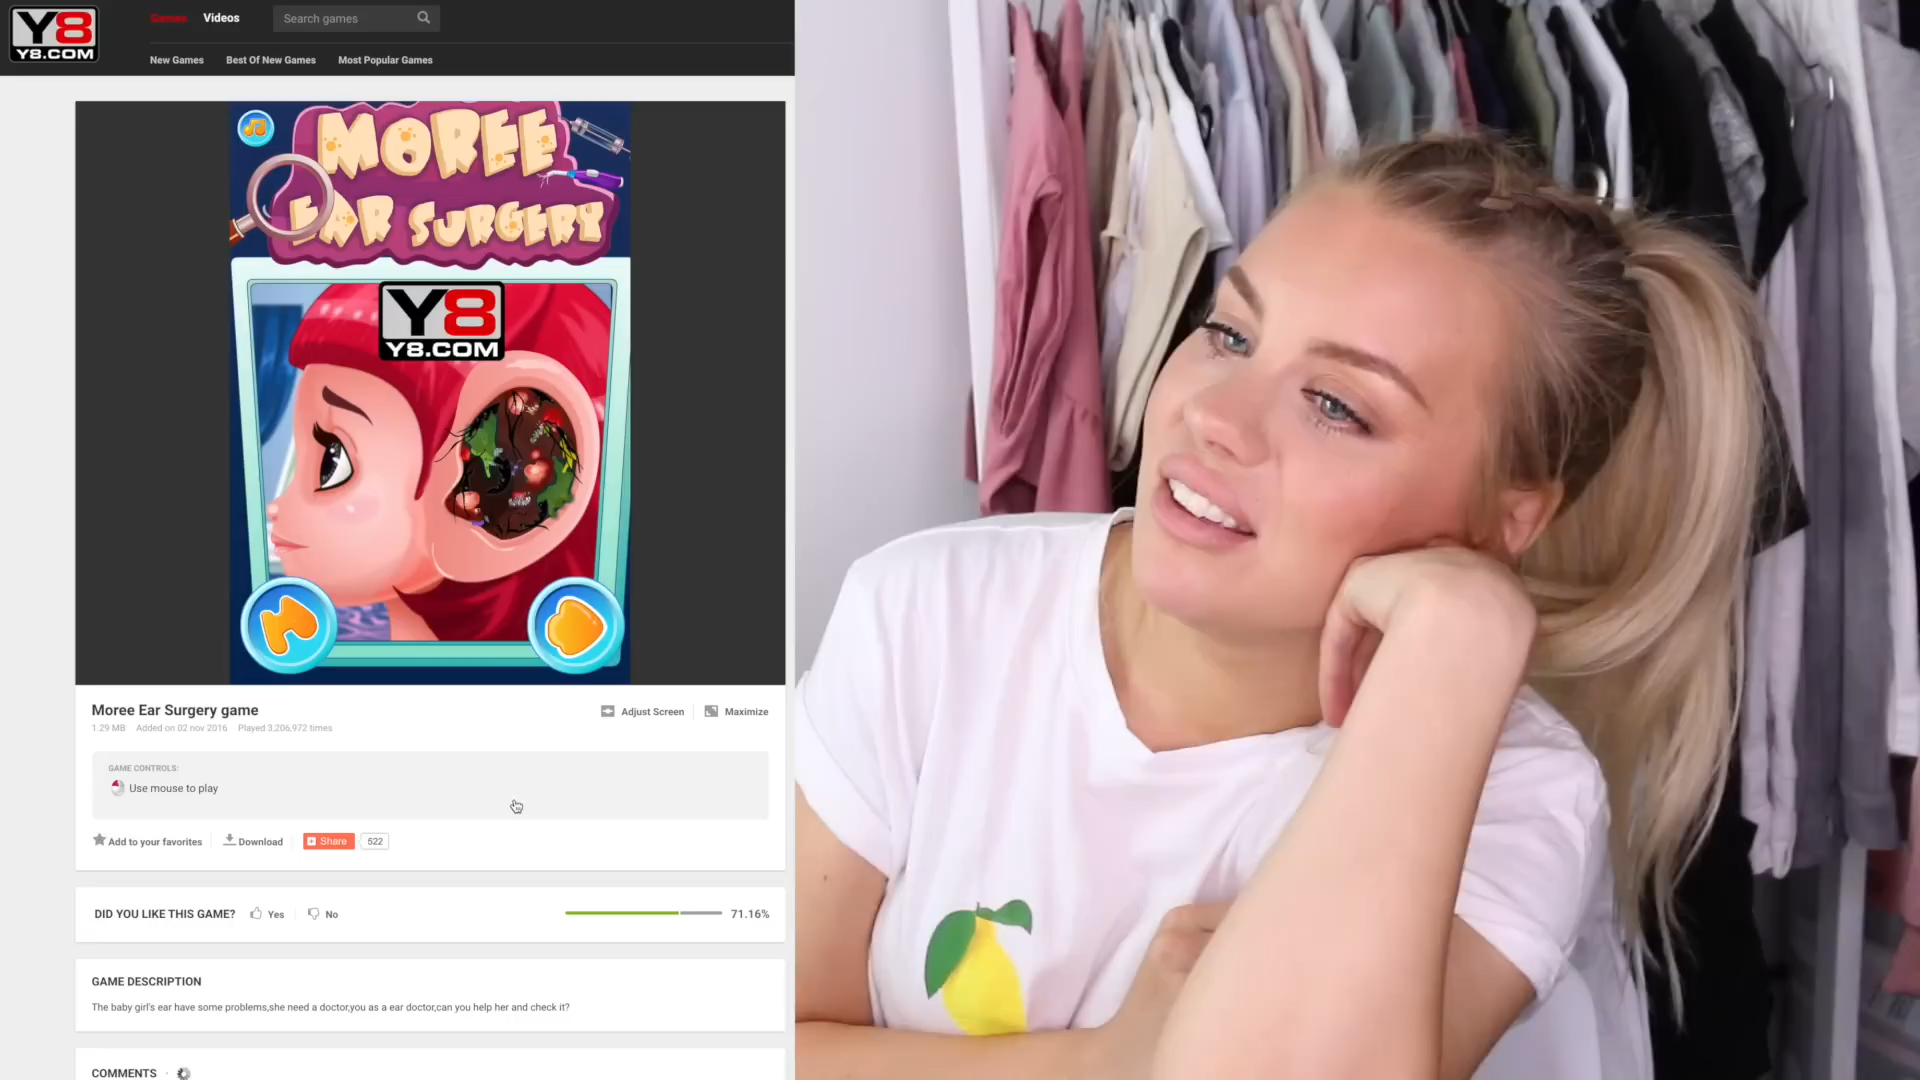 Y8
Y8.COM
Games Videos
Search games
New Games Best Of New Games Most Popular Games
MOREE
EAR SURGERY
Y8
Y8.COM
Moree Ear Surgery game
Adjust Screen Maximize
1.29 MB Added on 02 nov 2016 Played 3,206,972 times
GAME CONTROLS:
Use mouse to play
Add to your favorites Download Share 522
DID YOU LIKE THIS GAME? Yes No 71.16%
GAME DESCRIPTION
The baby girl's ear have some problems,she need a doctor,you as a ear doctor,can you help her and check it?
COMMENTS